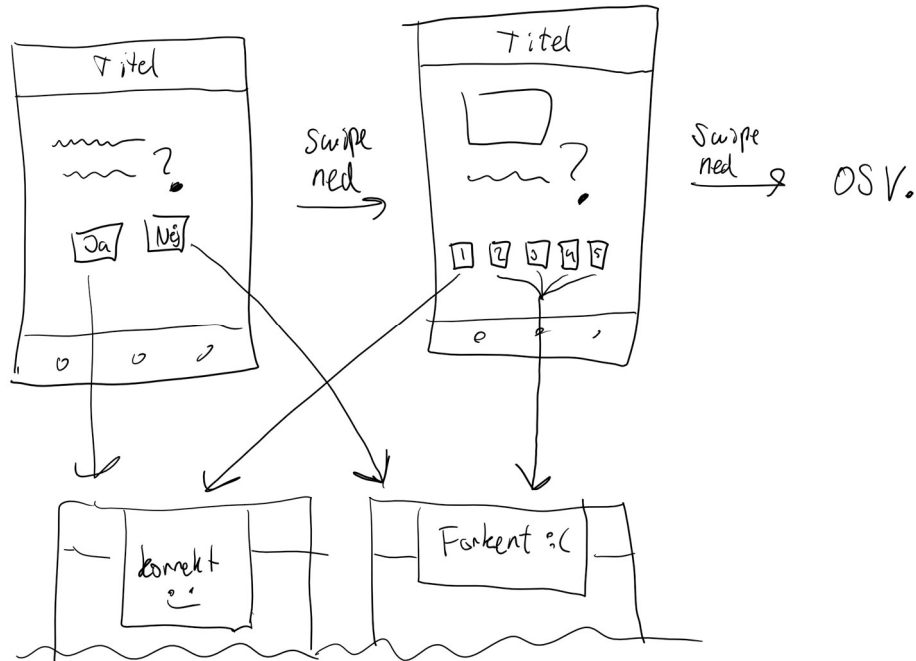 Titel
?
Ja
Nej
Swipe
ned
Titel
?
1 2 3 4 5
Swipe
ned
OSV.
korrekt
:)
Forkert :(